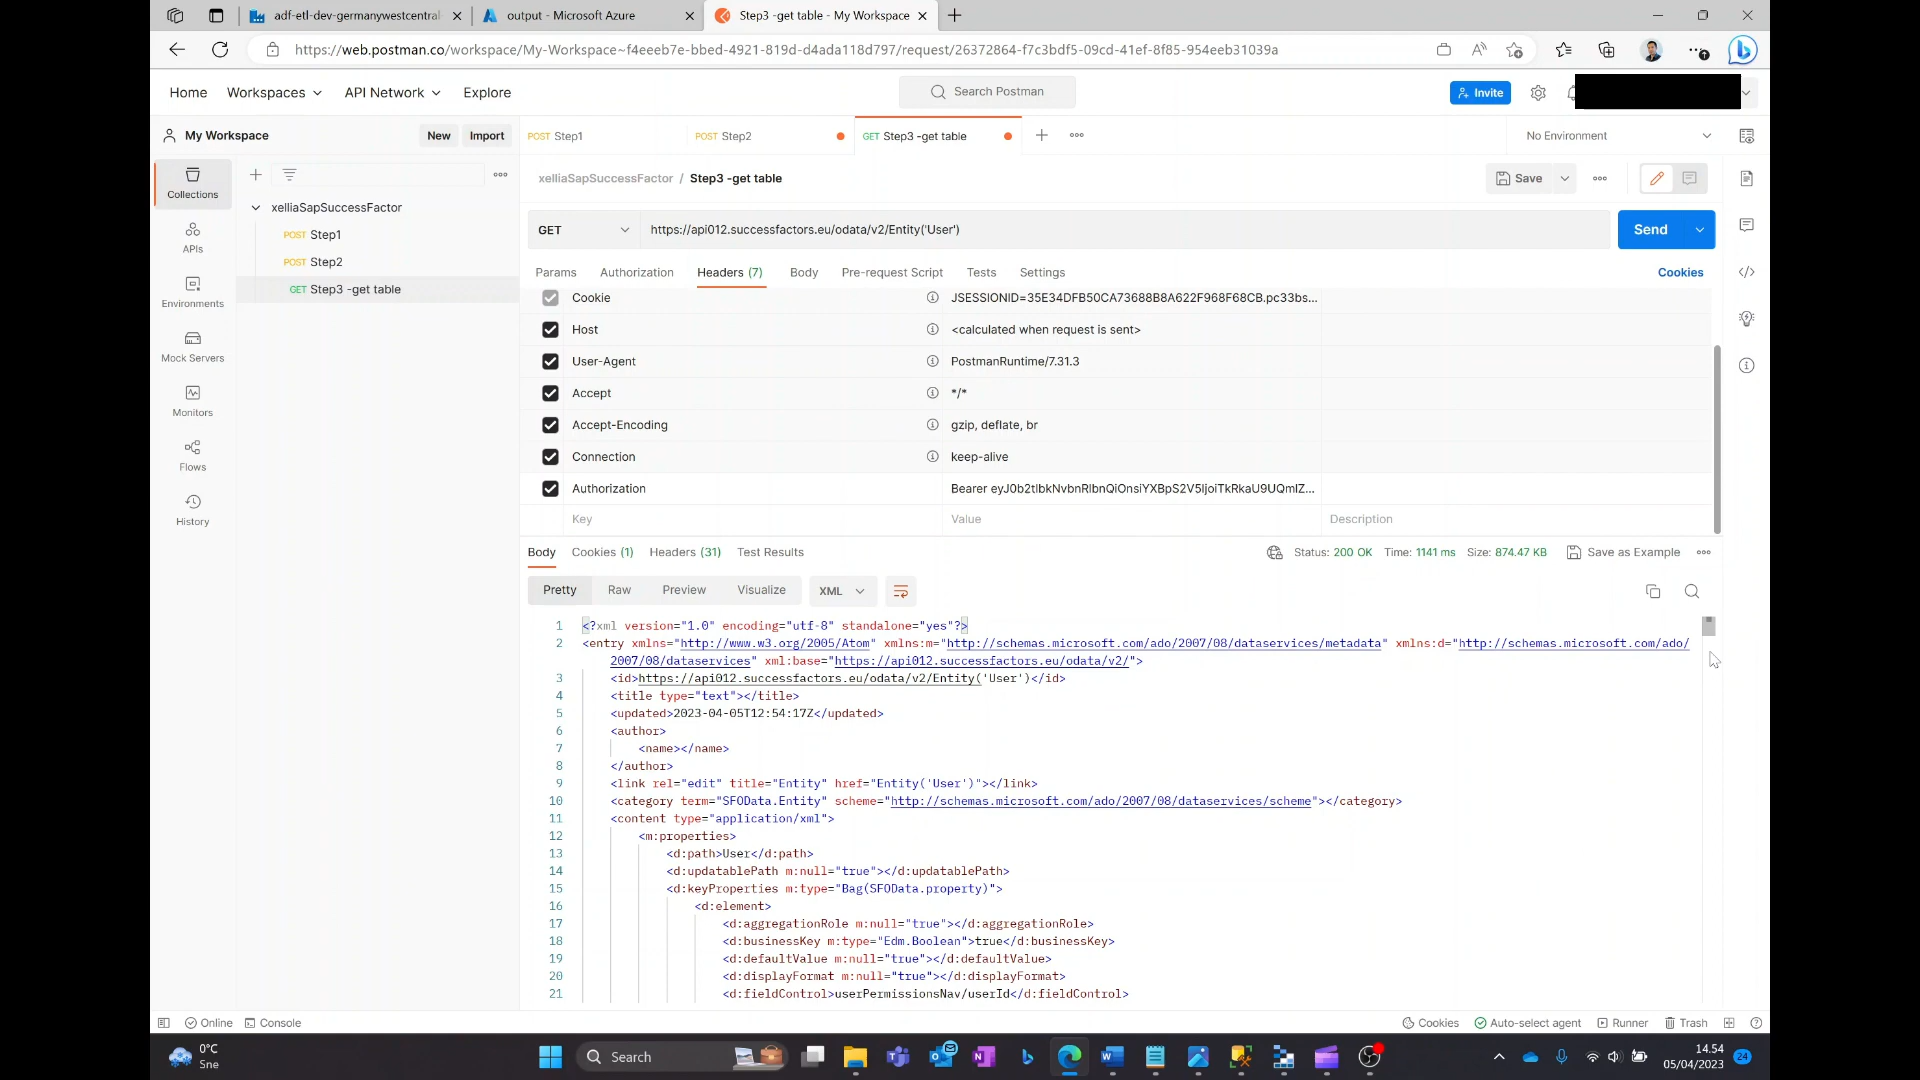 adf-etl-dev-germanywestcentral
output - Microsoft Azure
Step3 -get table - My Workspace
https://web.postman.co/workspace/My-Workspace~f4eeeb7e-bbed-4921-819d-d4ada118d797/request/26372864-f7c3bdf5-09cd-41ef-8f85-954eeb31039a
Home Workspaces API Network Explore
Search Postman
Invite
My Workspace New Import
POST Step1
POST Step2
GET Step3 -get table
No Environment
Collections
APIs
Environments
Mock Servers
Monitors
Flows
History
xelliaSapSuccessFactor
POST Step1
POST Step2
GET Step3 -get table
xelliaSapSuccessFactor / Step3 -get table
Save
GET https://api012.successfactors.eu/odata/v2/Entity('User')
Send
Params Authorization Headers (7) Body Pre-request Script Tests Settings Cookies
Cookie JSESSIONID=35E34DFB50CA73688B8A622F968F68CB.pc33bs...
Host <calculated when request is sent>
User-Agent PostmanRuntime/7.31.3
Accept */*
Accept-Encoding gzip, deflate, br
Connection keep-alive
Authorization
Key Value Description
Body Cookies (1) Headers (31) Test Results
Status: 200 OK Time: 1141 ms Size: 874.47 KB Save as Example
Pretty Raw Preview Visualize XML
1 <?xml version="1.0" encoding="utf-8" standalone="yes"?>
2 <entry xmlns="http://www.w3.org/2005/Atom" xmlns:m="http://schemas.microsoft.com/ado/2007/08/dataservices/metadata" xmlns:d="http://schemas.microsoft.com/ado/
2007/08/dataservices" xml:base="https://api012.successfactors.eu/odata/v2/">
3 <id>https://api012.successfactors.eu/odata/v2/Entity('User')</id>
4 <title type="text"></title>
5 <updated>2023-04-05T12:54:17Z</updated>
6 <author>
7 <name></name>
8 </author>
9 <link rel="edit" title="Entity" href="Entity('User')"></link>
10 <category term="SFOData.Entity" scheme="http://schemas.microsoft.com/ado/2007/08/dataservices/scheme"></category>
11 <content type="application/xml">
12 <m:properties>
13 <d:path>User</d:path>
14 <d:updatablePath m:null="true"></d:updatablePath>
15 <d:keyProperties m:type="Bag(SFOData.property)">
16 <d:element>
17 <d:aggregationRole m:null="true"></d:aggregationRole>
18 <d:businessKey m:type="Edm.Boolean">true</d:businessKey>
19 <d:defaultValue m:null="true"></d:defaultValue>
20 <d:displayFormat m:null="true"></d:displayFormat>
21 <d:fieldControl>userPermissionsNav/userId</d:fieldControl>
Online Console
Cookies Auto-select agent Runner Trash
0°C
Sne
Search
14.54
05/04/2023
24